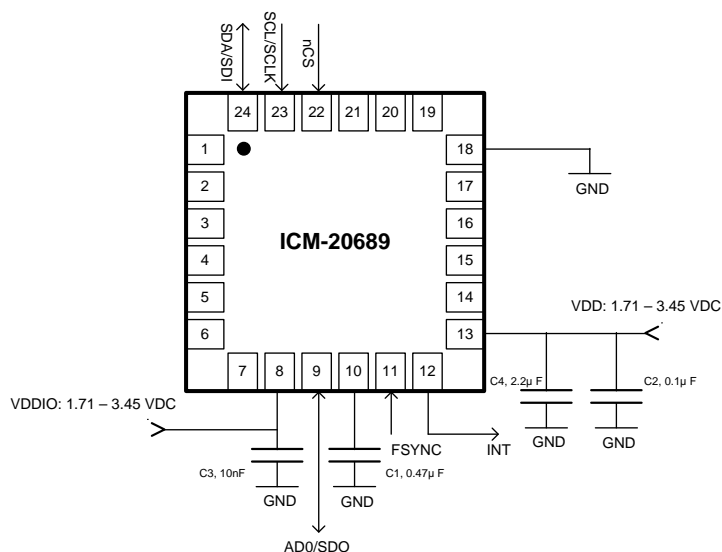 SDA/SDI
SCL/SCLK
nCS
24 23 22 21 20 19
1
2
3
4
5
6
ICM-20689
18
17
16
15
14
13
GND
VDD: 1.71 – 3.45 VDC
7 8 9 10 11 12
C4, 2.2µ F
C2, 0.1µ F
GND
GND
VDDIO: 1.71 – 3.45 VDC
FSYNC
INT
C3, 10nF
C1, 0.47µ F
GND
GND
AD0/SDO